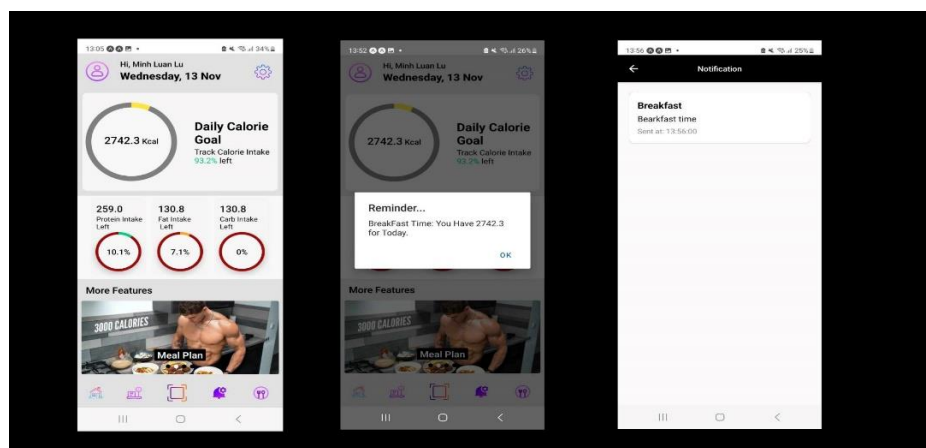 13:05
34%
Hi, Minh Luan Lu
Wednesday, 13 Nov
2742.3 Kcal
Daily Calorie
Goal
Track Calorie Intake
93.2% left
259.0
Protein Intake
Left
10.1%
130.8
Fat Intake
Left
7.1%
130.8
Carb Intake
Left
0%
More Features
3000 CALORIES
Meal Plan
13:52
26%
Hi, Minh Luan Lu
Wednesday, 13 Nov
2742.3 Kcal
Daily Calorie
Goal
Track Calorie Intake
93.2% left
Reminder...
BreakFast Time: You Have 2742.3
for Today.
OK
More Features
3000 CALORIES
Meal Plan
13:56
25%
Notification
Breakfast
Bearkfast time
Sent at: 13:56:00